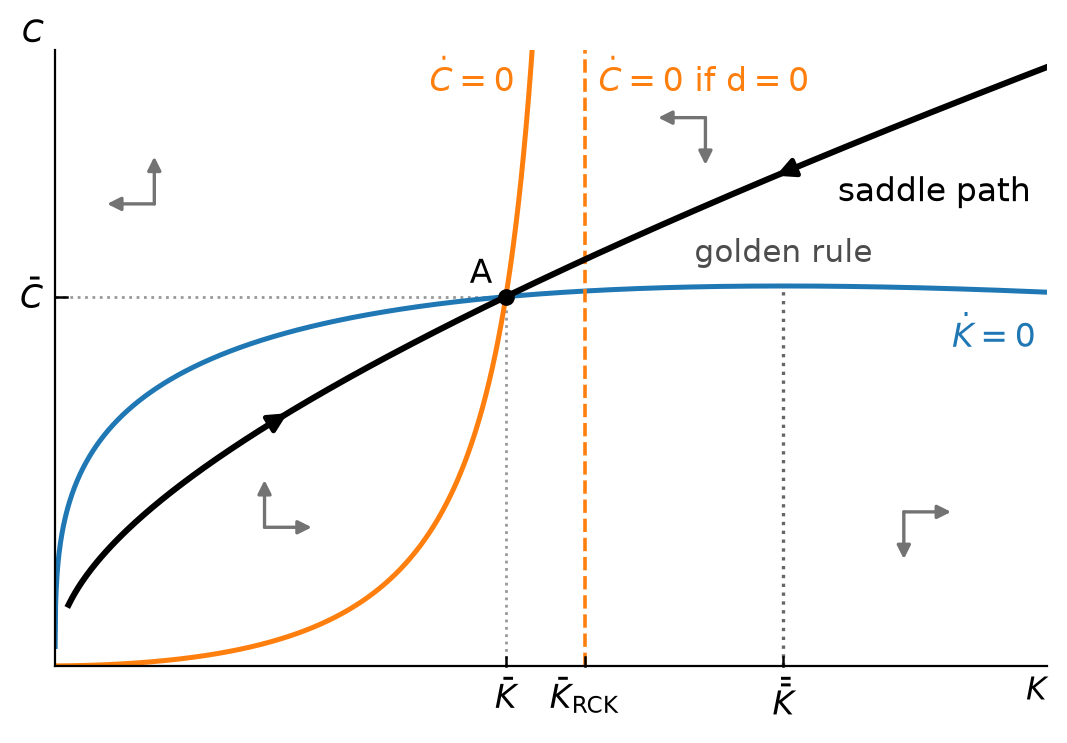 C
Ċ = 0
Ċ = 0 if d = 0
saddle path
golden rule
A
C̄
K̇ = 0
K̄
K̄_RCK
K̄̄
K